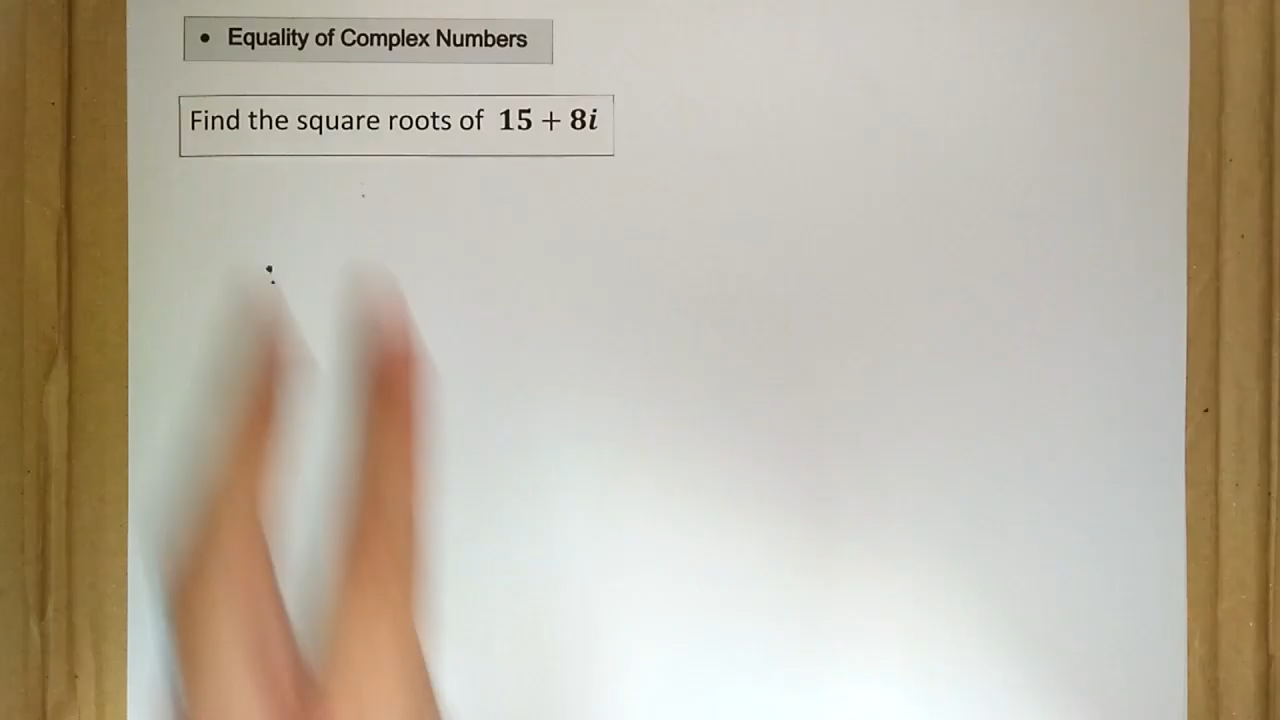 • Equality of Complex Numbers
Find the square roots of 15 + 8i